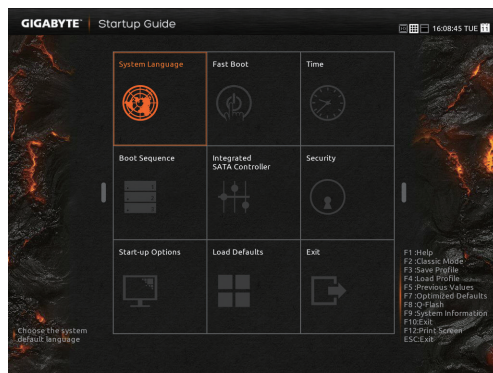 GIGABYTE™ Startup Guide
16:08:45 TUE 11
System Language
Fast Boot
Time
Boot Sequence
Integrated
SATA Controller
Security
Start-up Options
Load Defaults
Exit
Choose the system
default language
F1 :Help
F2 :Classic Mode
F3 :Save Profile
F4 :Load Profile
F5 :Previous Values
F7 :Optimized Defaults
F8 :Q-Flash
F9 :System Information
F10:Exit
F12:Print Screen
ESC:Exit